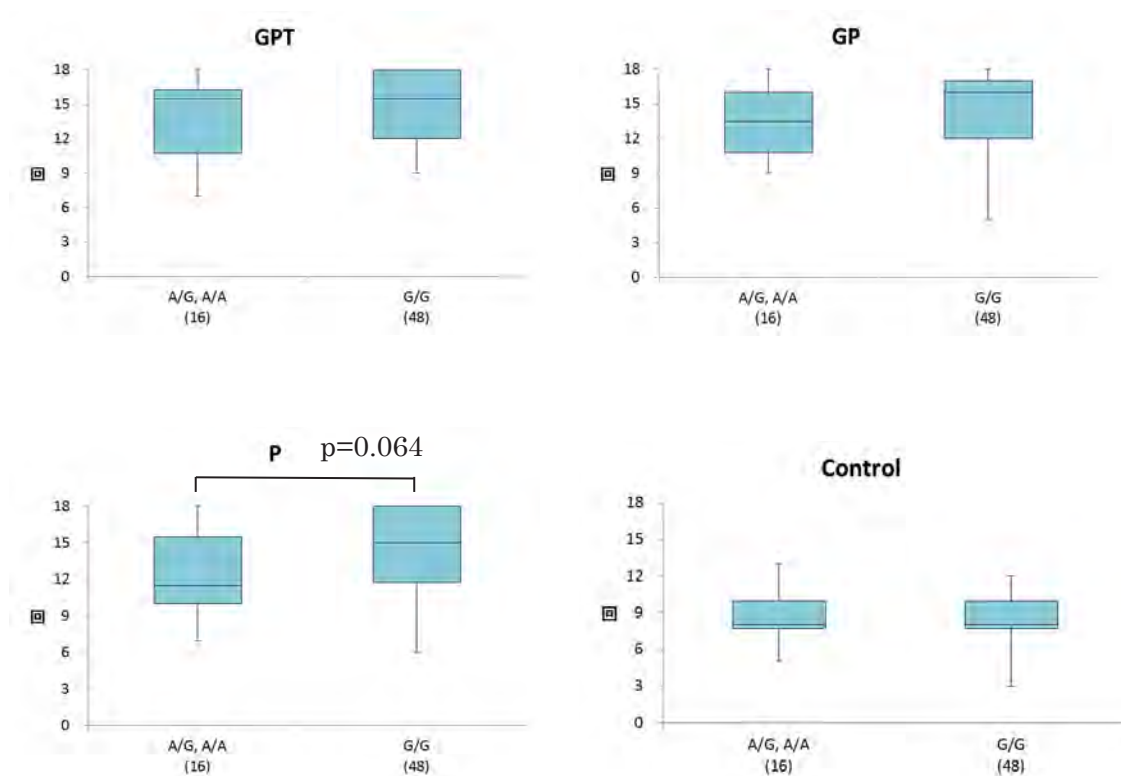 GPT
18
15
12
9
6
3
0
回
A/G, A/A
(16)
G/G
(48)
GP
18
15
12
9
6
3
0
回
A/G, A/A
(16)
G/G
(48)
P p=0.064
18
15
12
9
6
3
0
回
A/G, A/A
(16)
G/G
(48)
Control
18
15
12
9
6
3
0
回
A/G, A/A
(16)
G/G
(48)